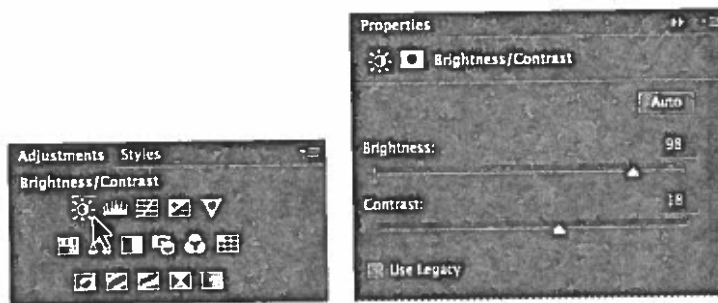 Adjustments Styles
Brightness/Contrast
Properties
Brightness/Contrast
Auto
Brightness: 98
Contrast: 18
Use Legacy